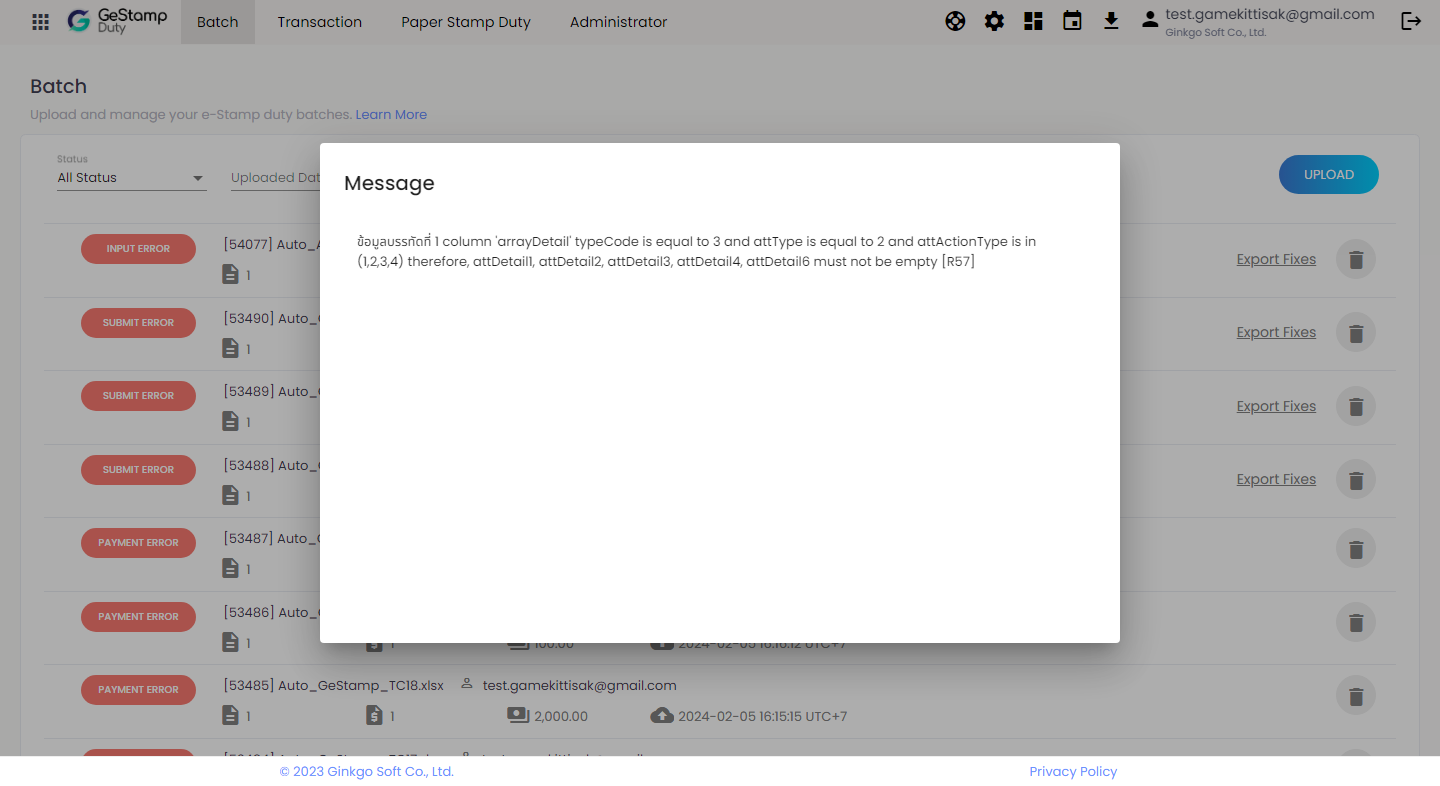 GeStamp
Duty
Batch
Transaction
Paper Stamp Duty
Administrator
test.gamekittisak@gmail.com
Ginkgo Soft Co., Ltd.
Batch
Upload and manage your e-Stamp duty batches. Learn More
Status
All Status
Uploaded Dat
UPLOAD
Message
ข้อมูลบรรทัดที่ 1 column 'arrayDetail' typeCode is equal to 3 and attType is equal to 2 and attActionType is in
(1,2,3,4) therefore, attDetail1, attDetail2, attDetail3, attDetail4, attDetail6 must not be empty [R57]
INPUT ERROR
[54077] Auto_
1
Export Fixes
SUBMIT ERROR
[53490] Auto_
1
Export Fixes
SUBMIT ERROR
[53489] Auto_
1
Export Fixes
SUBMIT ERROR
[53488] Auto_
1
Export Fixes
PAYMENT ERROR
[53487] Auto_
1
PAYMENT ERROR
[53486] Auto_
1
1
100.00
2024-02-05 16:16:12 UTC+7
PAYMENT ERROR
[53485] Auto_GeStamp_TC18.xlsx
test.gamekittisak@gmail.com
1
1
2,000.00
2024-02-05 16:15:15 UTC+7
© 2023 Ginkgo Soft Co., Ltd.
Privacy Policy